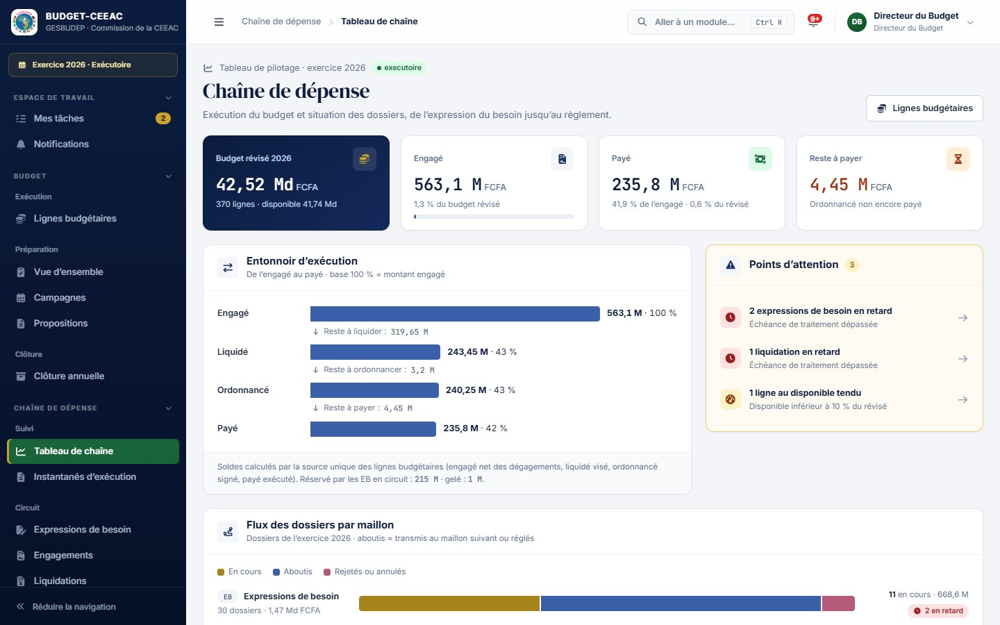 BUDGET-CEEAC
GESBUDEP · Commission de la CEEAC
Exercice 2026 · Exécutoire
ESPACE DE TRAVAIL
Mes tâches 2
Notifications
BUDGET
Exécution
Lignes budgétaires
Préparation
Vue d'ensemble
Campagnes
Propositions
Clôture
Clôture annuelle
CHAÎNE DE DÉPENSE
Suivi
Tableau de chaîne
Instantanés d'exécution
Circuit
Expressions de besoin
Engagements
Liquidations
Réduire la navigation
Chaîne de dépense > Tableau de chaîne
Aller à un module... Ctrl K
9+
DB
Directeur du Budget
Directeur du Budget
Tableau de pilotage · exercice 2026 executoire
Chaîne de dépense
Exécution du budget et situation des dossiers, de l'expression du besoin jusqu'au règlement.
Lignes budgétaires
Budget révisé 2026
42,52 Md FCFA
370 lignes · disponible 41,74 Md
Engagé
563,1 M FCFA
1,3 % du budget révisé
Payé
235,8 M FCFA
41,9 % de l'engagé · 0,6 % du révisé
Reste à payer
4,45 M FCFA
Ordonnancé non encore payé
Entonnoir d'exécution
De l'engagé au payé · base 100 % = montant engagé
Engagé 563,1 M · 100 %
↓ Reste à liquider : 319,65 M
Liquidé 243,45 M · 43 %
↓ Reste à ordonnancer : 3,2 M
Ordonnancé 240,25 M · 43 %
↓ Reste à payer : 4,45 M
Payé 235,8 M · 42 %
Soldes calculés par la source unique des lignes budgétaires (engagé net des dégagements, liquidé visé, ordonnancé
signé, payé exécuté). Réservé par les EB en circuit : 215 M · gelé : 1 M.
Points d'attention 3
2 expressions de besoin en retard
Échéance de traitement dépassée
1 liquidation en retard
Échéance de traitement dépassée
1 ligne au disponible tendu
Disponible inférieur à 10 % du révisé
Flux des dossiers par maillon
Dossiers de l'exercice 2026 · aboutis = transmis au maillon suivant ou réglés
En cours Aboutis Rejetés ou annulés
EB Expressions de besoin
30 dossiers · 1,47 Md FCFA
11 en cours · 668,6 M
2 en retard